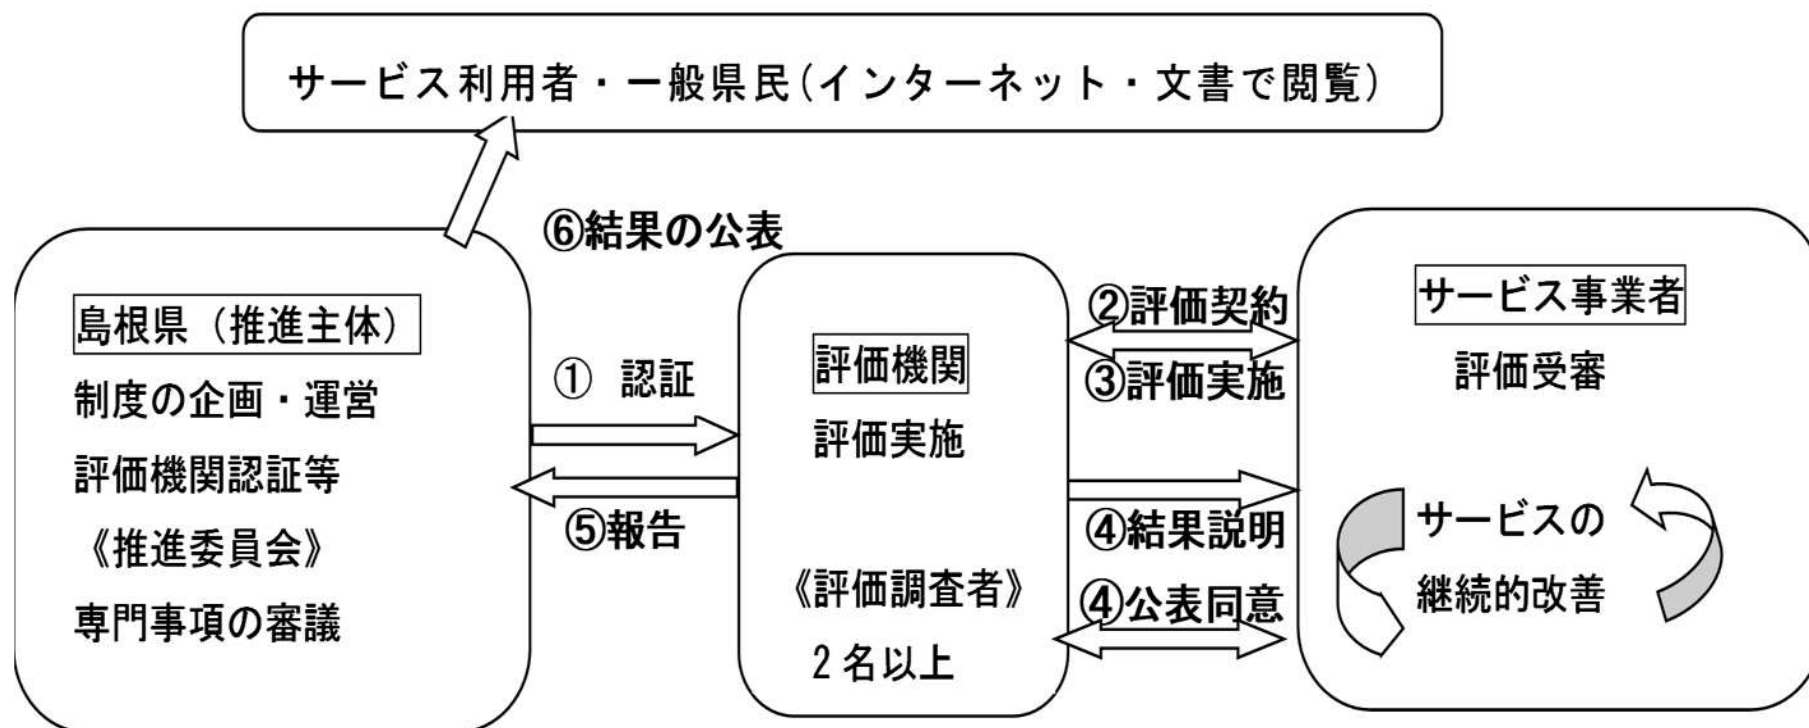 サービス利用者・一般県民(インターネット・文書で閲覧)
⑥結果の公表
島根県（推進主体）
制度の企画・運営
評価機関認証等
《推進委員会》
専門事項の審議
① 認証
⑤報告
評価機関
評価実施
《評価調査者》
2名以上
②評価契約
③評価実施
④結果説明
④公表同意
サービス事業者
評価受審
サービスの
継続的改善